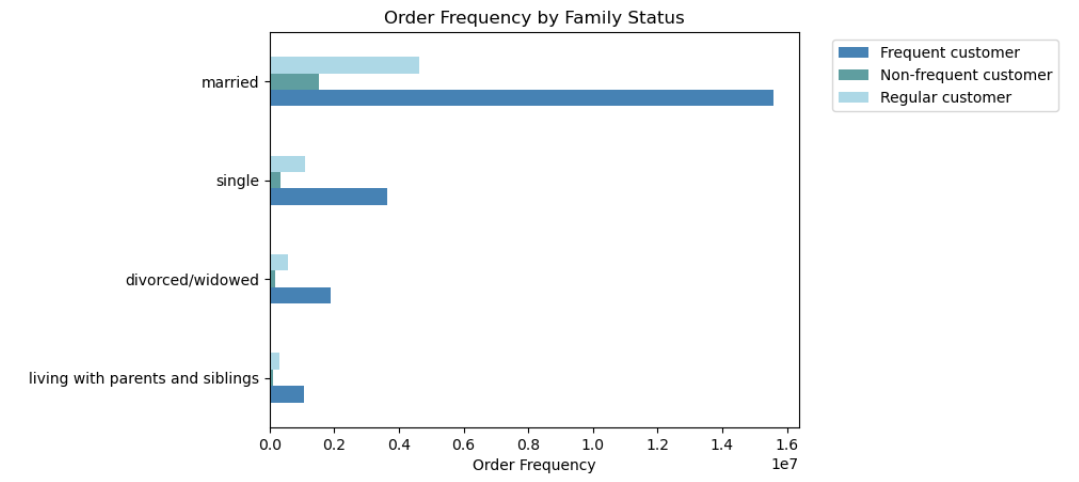 Order Frequency by Family Status
Frequent customer
Non-frequent customer
Regular customer
married
single
divorced/widowed
living with parents and siblings
0.0 0.2 0.4 0.6 0.8 1.0 1.2 1.4 1.6
1e7
Order Frequency